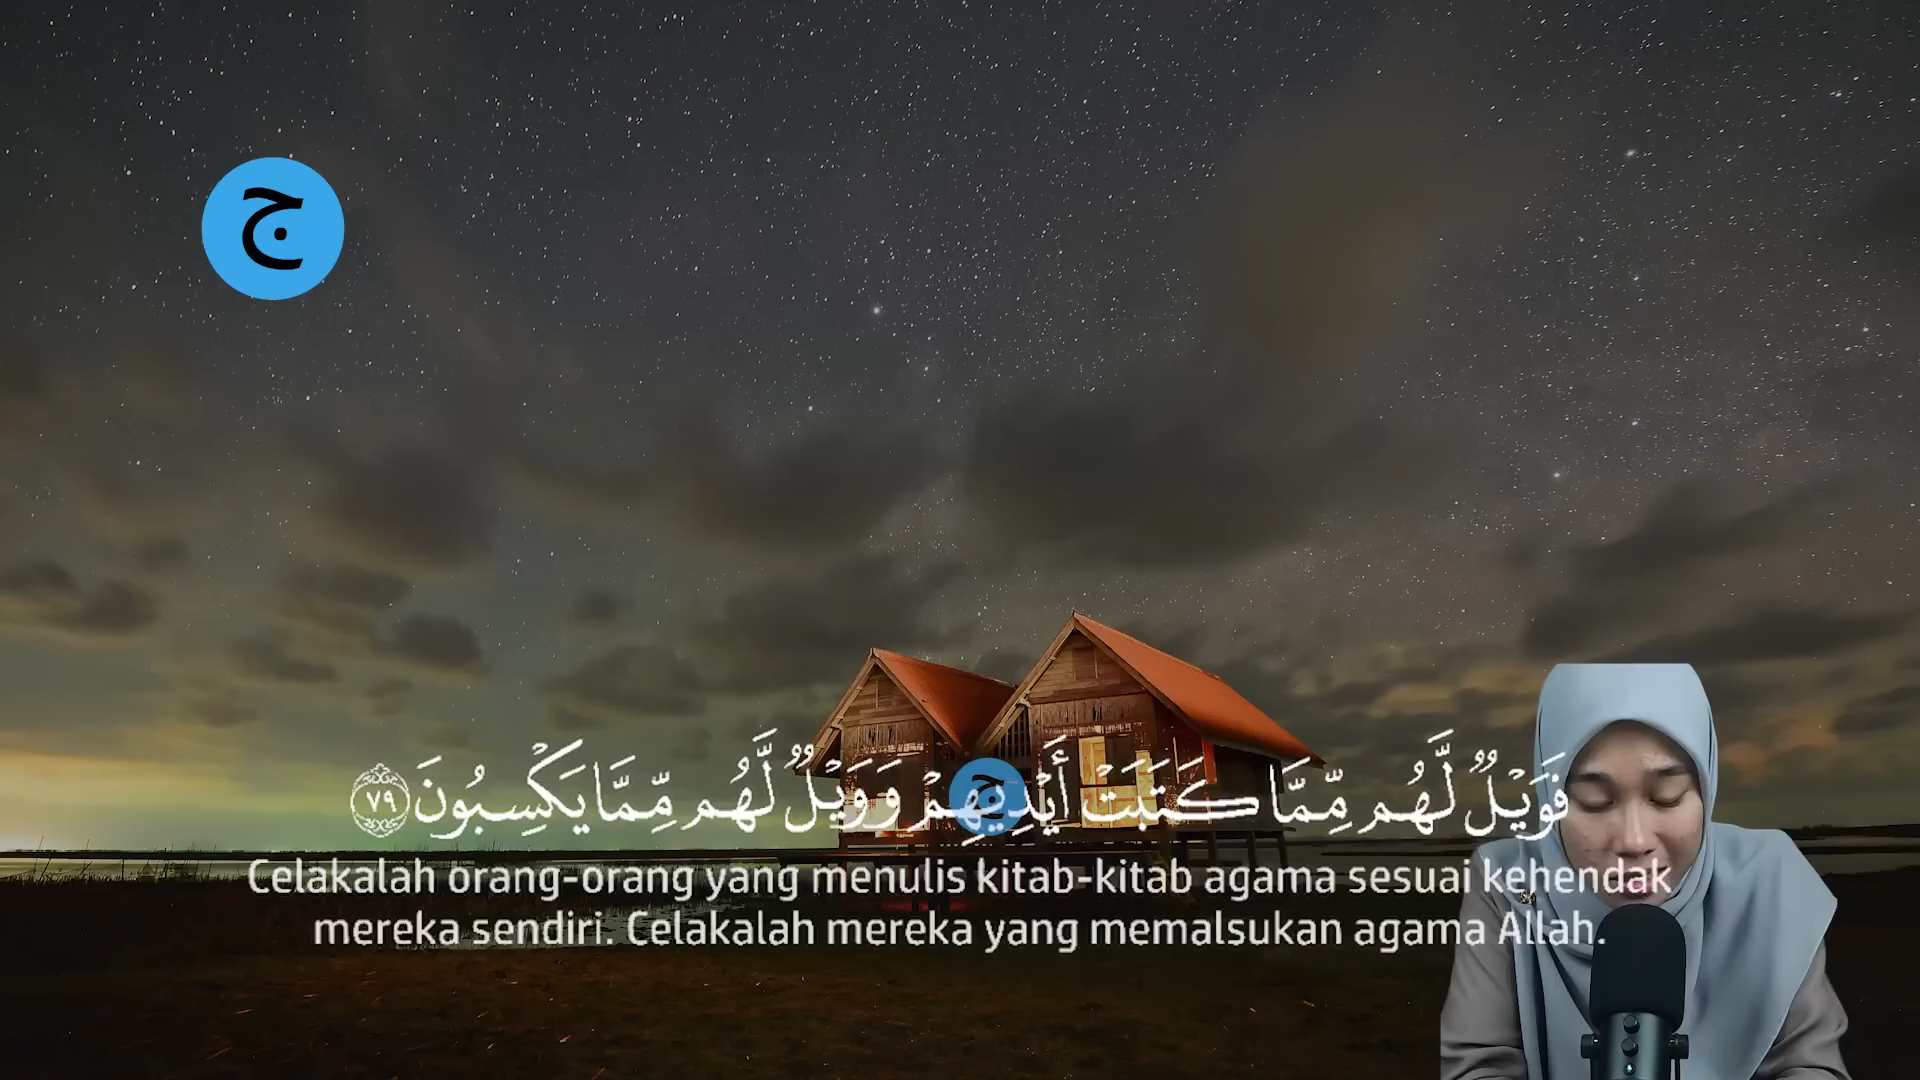 ج
فَوَيْلٌ لَّهُم مِّمَّا كَتَبَتْ أَيْدِيهِمْ وَوَيْلٌ لَّهُم مِّمَّا يَكْسِبُونَ ٧٩
ج
Celakalah orang-orang yang menulis kitab-kitab agama sesuai kehendak
mereka sendiri. Celakalah mereka yang memalsukan agama Allah.